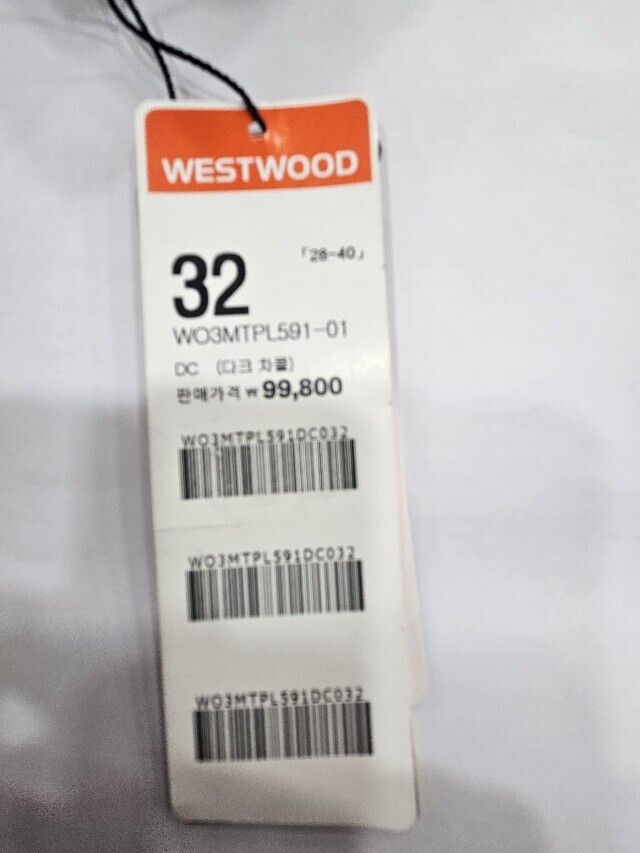 WESTWOOD
32 「28-40」
WO3MTPL591-01
DC (다크 차콜)
판매가격 ₩99,800
WO3MTPL591DC032
WO3MTPL591DC032
WO3MTPL591DC032